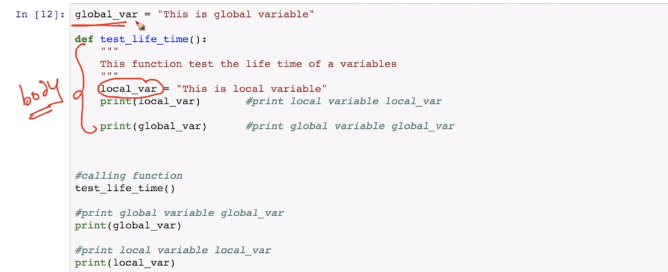 In [12]: global_var = "This is global variable"
def test_life_time():
"""
This function test the life time of a variables
"""
local_var = "This is local variable"
print(local_var) #print local variable local_var
body
print(global_var) #print global variable global_var
#calling function
test_life_time()
#print global variable global_var
print(global_var)
#print local variable local_var
print(local_var)